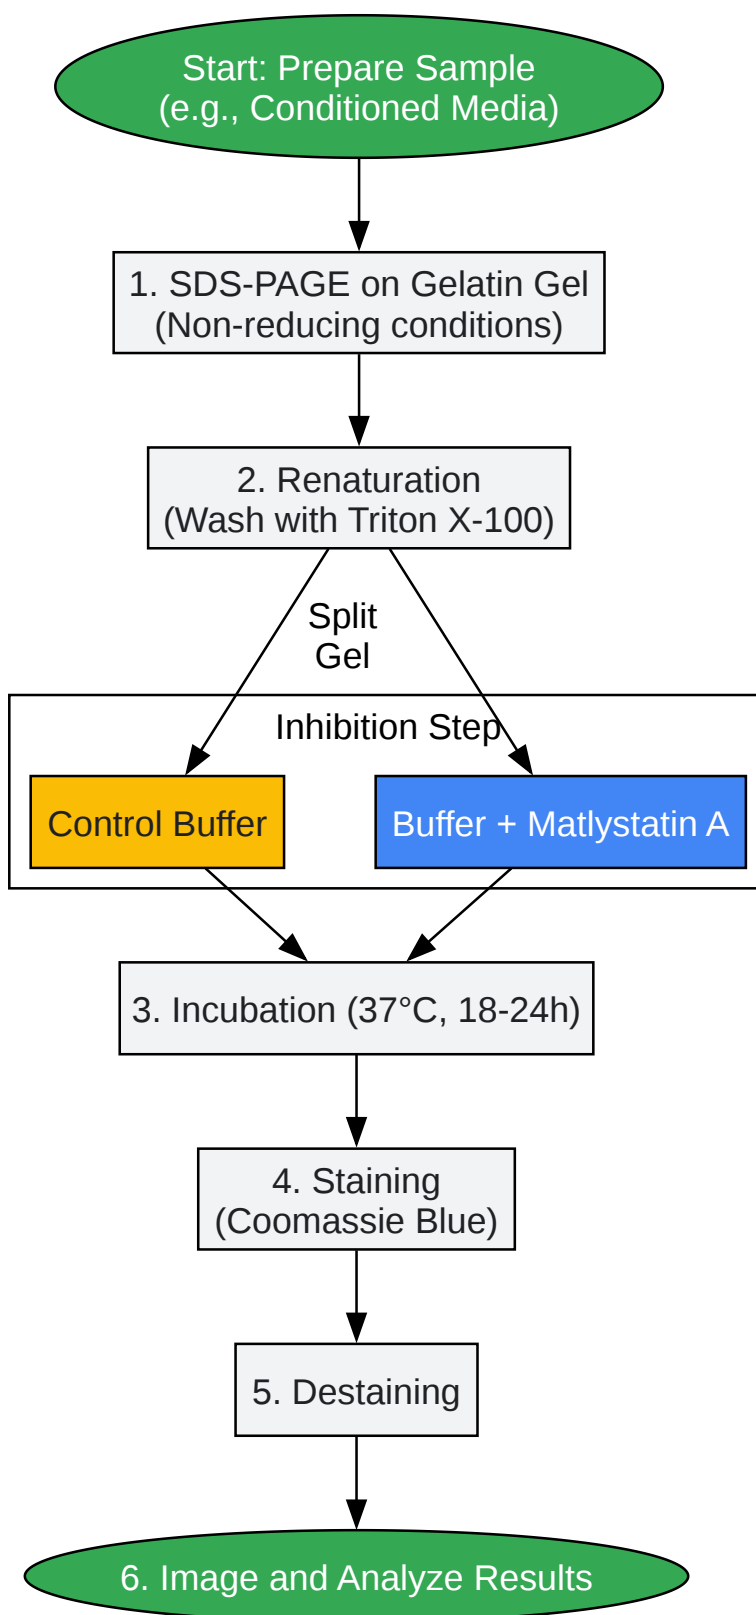 Start: Prepare Sample
(e.g., Conditioned Media)
1. SDS-PAGE on Gelatin Gel
(Non-reducing conditions)
2. Renaturation
(Wash with Triton X-100)
Split
Gel
Inhibition Step
Control Buffer
Buffer + Matlystatin A
3. Incubation (37°C, 18-24h)
4. Staining
(Coomassie Blue)
5. Destaining
6. Image and Analyze Results